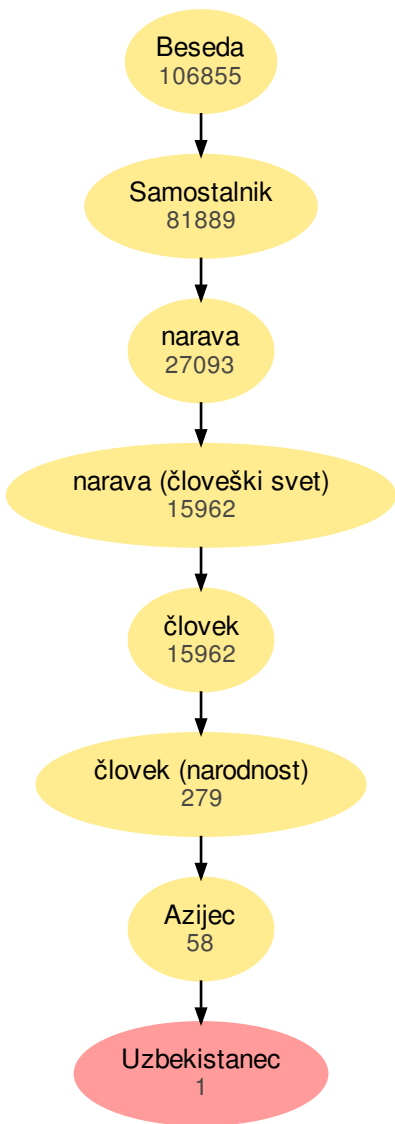 Beseda
106855
Samostalnik
81889
narava
27093
narava (človeški svet)
15962
človek
15962
človek (narodnost)
279
Azijec
58
Uzbekistanec
1